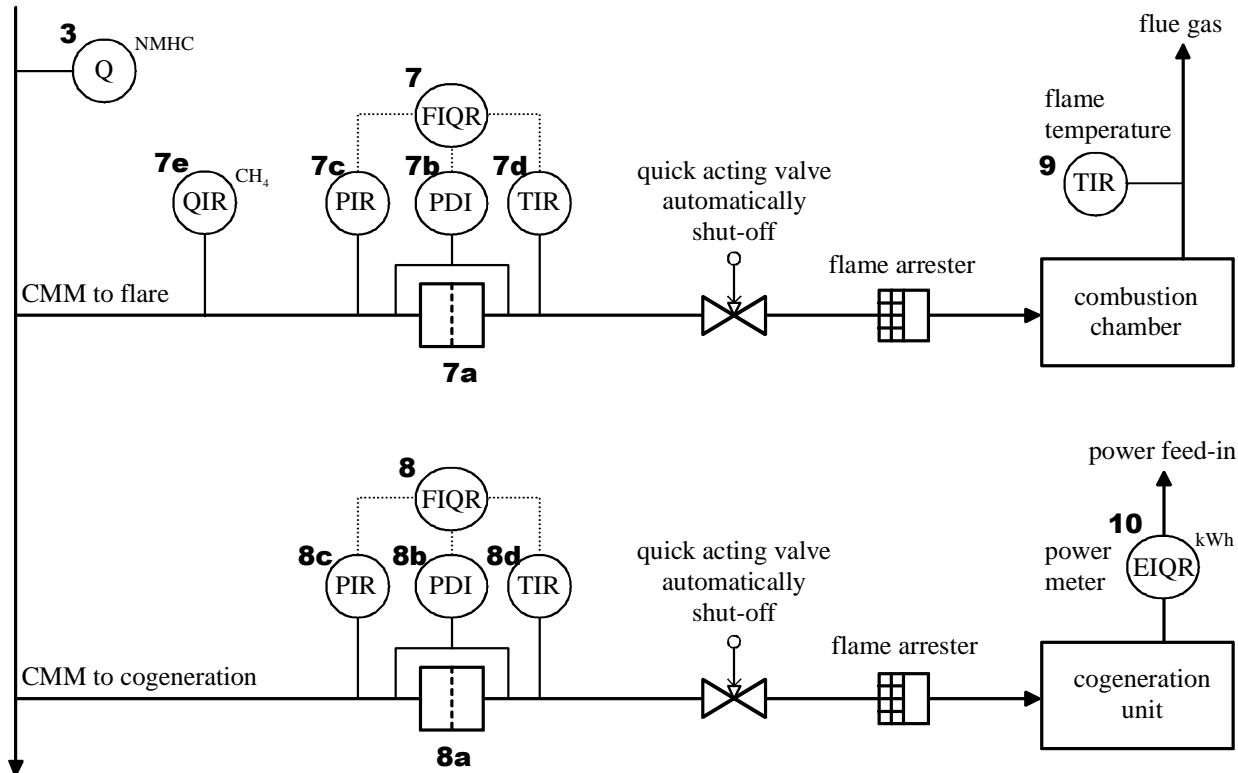 3
NMHC
Q
flue gas
7
FIQR
flame
temperature
9
TIR
7e
CH₄
QIR
7c
PIR
7b
PDI
7d
TIR
quick acting valve
automatically
shut-off
flame arrester
CMM to flare
combustion
chamber
7a
power feed-in
8
FIQR
10
kWh
power
meter
EIQR
8c
PIR
8b
PDI
8d
TIR
quick acting valve
automatically
shut-off
flame arrester
CMM to cogeneration
cogeneration
unit
8a